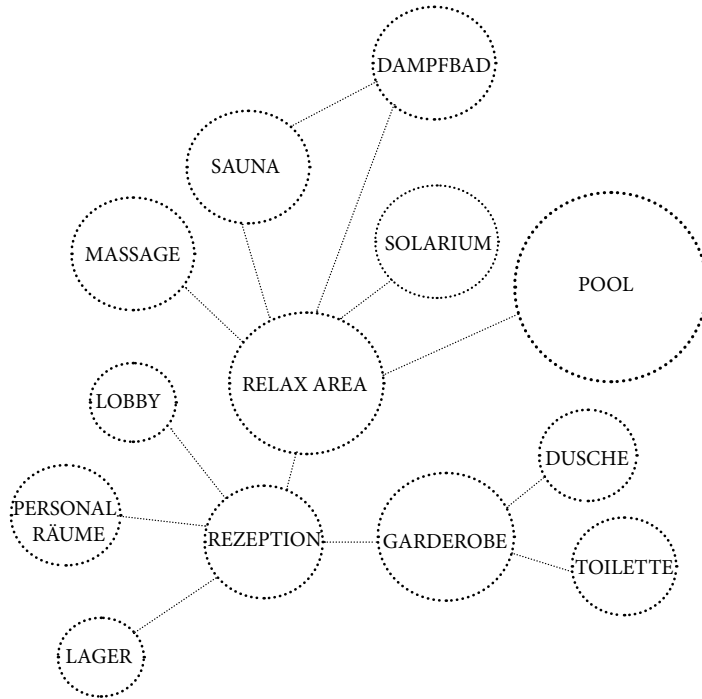 DAMPFBAD
SAUNA
SOLARIUM
MASSAGE
POOL
RELAX AREA
LOBBY
DUSCHE
PERSONAL
RÄUME
REZEPTION
GARDEROBE
TOILETTE
LAGER